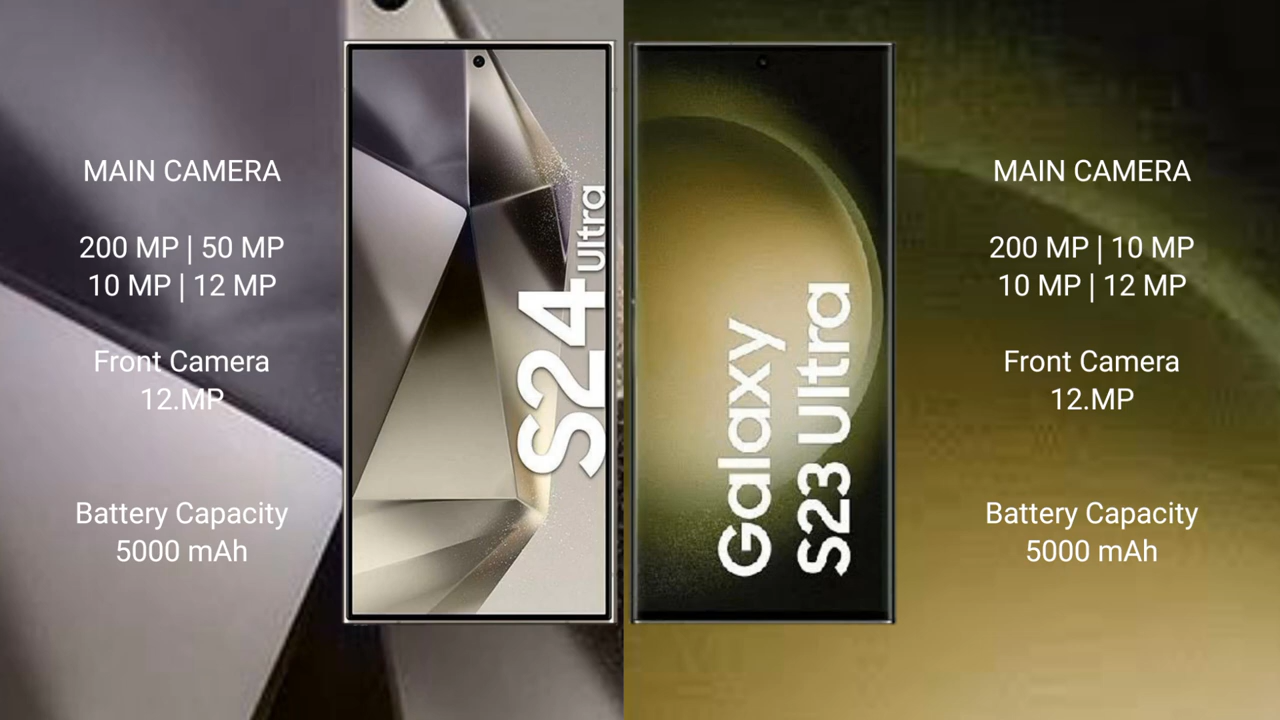 MAIN CAMERA
200 MP | 50 MP
10 MP | 12 MP
Front Camera
12.MP
Battery Capacity
5000 mAh
S24 Ultra
Galaxy
S23 Ultra
MAIN CAMERA
200 MP | 10 MP
10 MP | 12 MP
Front Camera
12.MP
Battery Capacity
5000 mAh